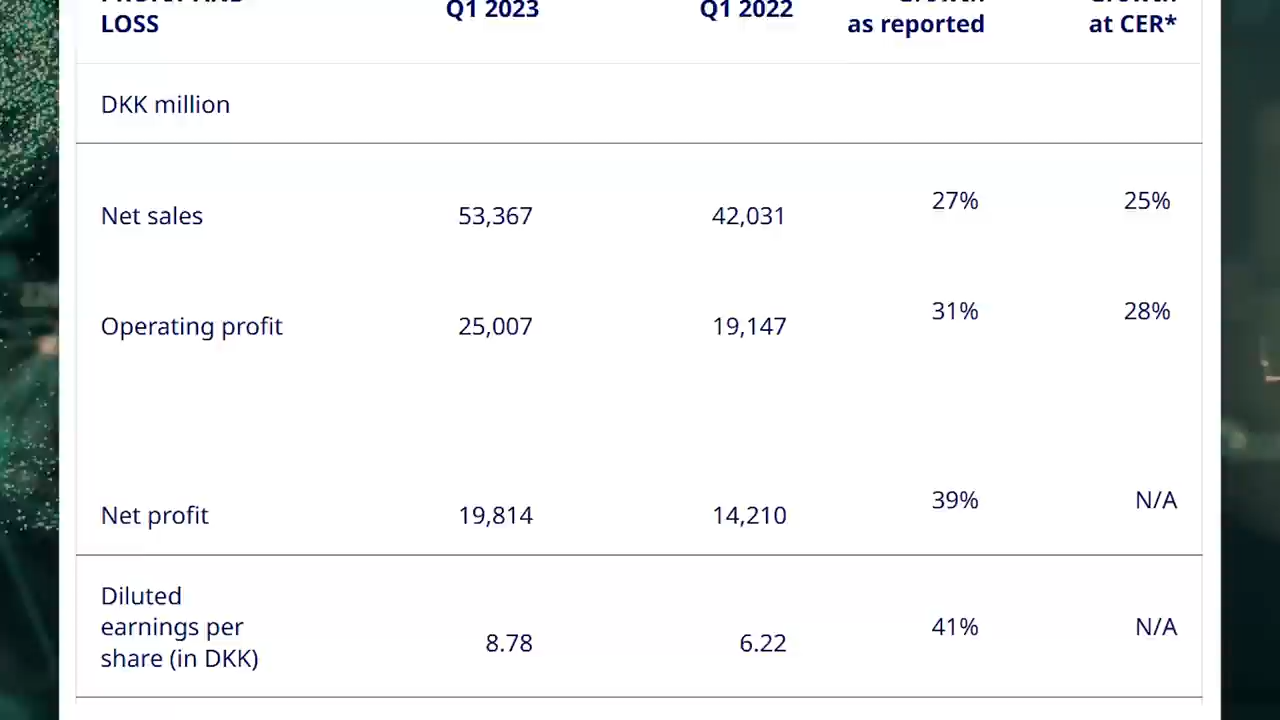 LOSS Q1 2023 Q1 2022 as reported at CER*
DKK million
Net sales 53,367 42,031 27% 25%
Operating profit 25,007 19,147 31% 28%
Net profit 19,814 14,210 39% N/A
Diluted
earnings per
share (in DKK) 8.78 6.22 41% N/A